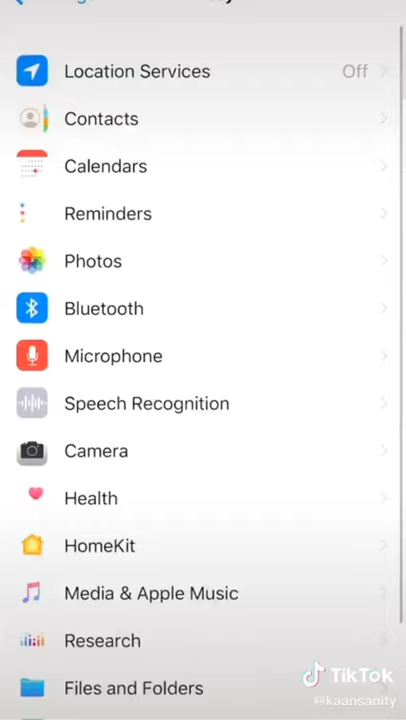 Location Services Off
Contacts
Calendars
Reminders
Photos
Bluetooth
Microphone
Speech Recognition
Camera
Health
HomeKit
Media & Apple Music
Research
Files and Folders
TikTok
@kaansanity